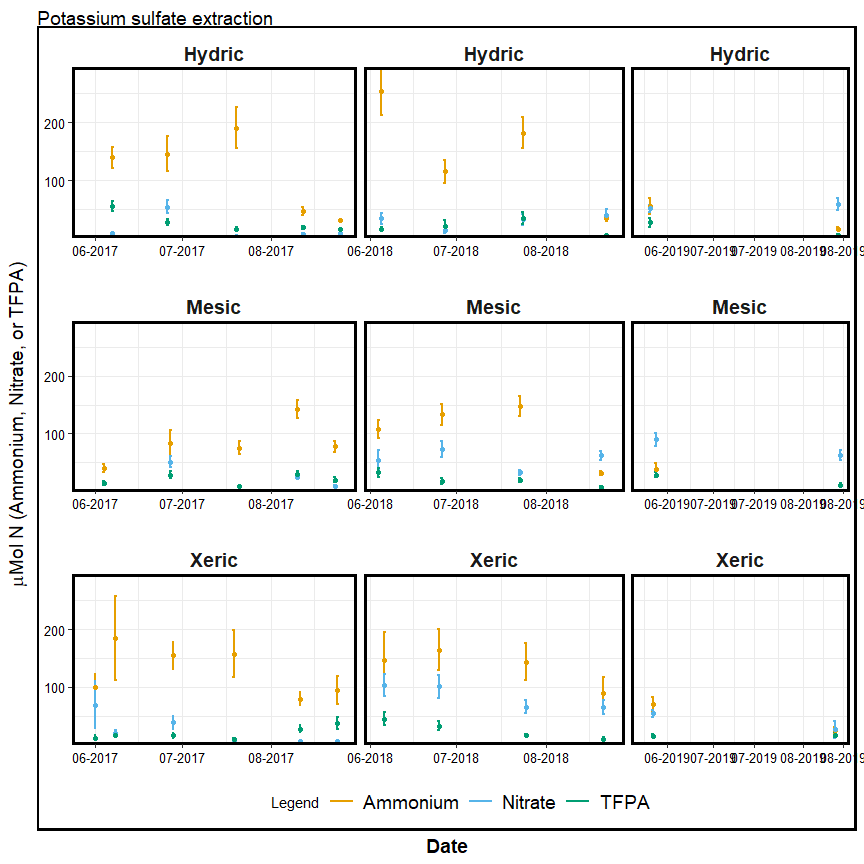 Potassium sulfate extraction
Hydric Hydric Hydric
200
100
06-2017 07-2017 08-2017 06-2018 07-2018 08-2018 06-2019 07-2019 07-2019 08-2019 08-2019
Mesic Mesic Mesic
200
100
06-2017 07-2017 08-2017 06-2018 07-2018 08-2018 06-2019 07-2019 07-2019 08-2019 08-2019
Xeric Xeric Xeric
200
100
06-2017 07-2017 08-2017 06-2018 07-2018 08-2018 06-2019 07-2019 07-2019 08-2019 08-2019
μMol N (Ammonium, Nitrate, or TFPA)
Legend Ammonium Nitrate TFPA
Date